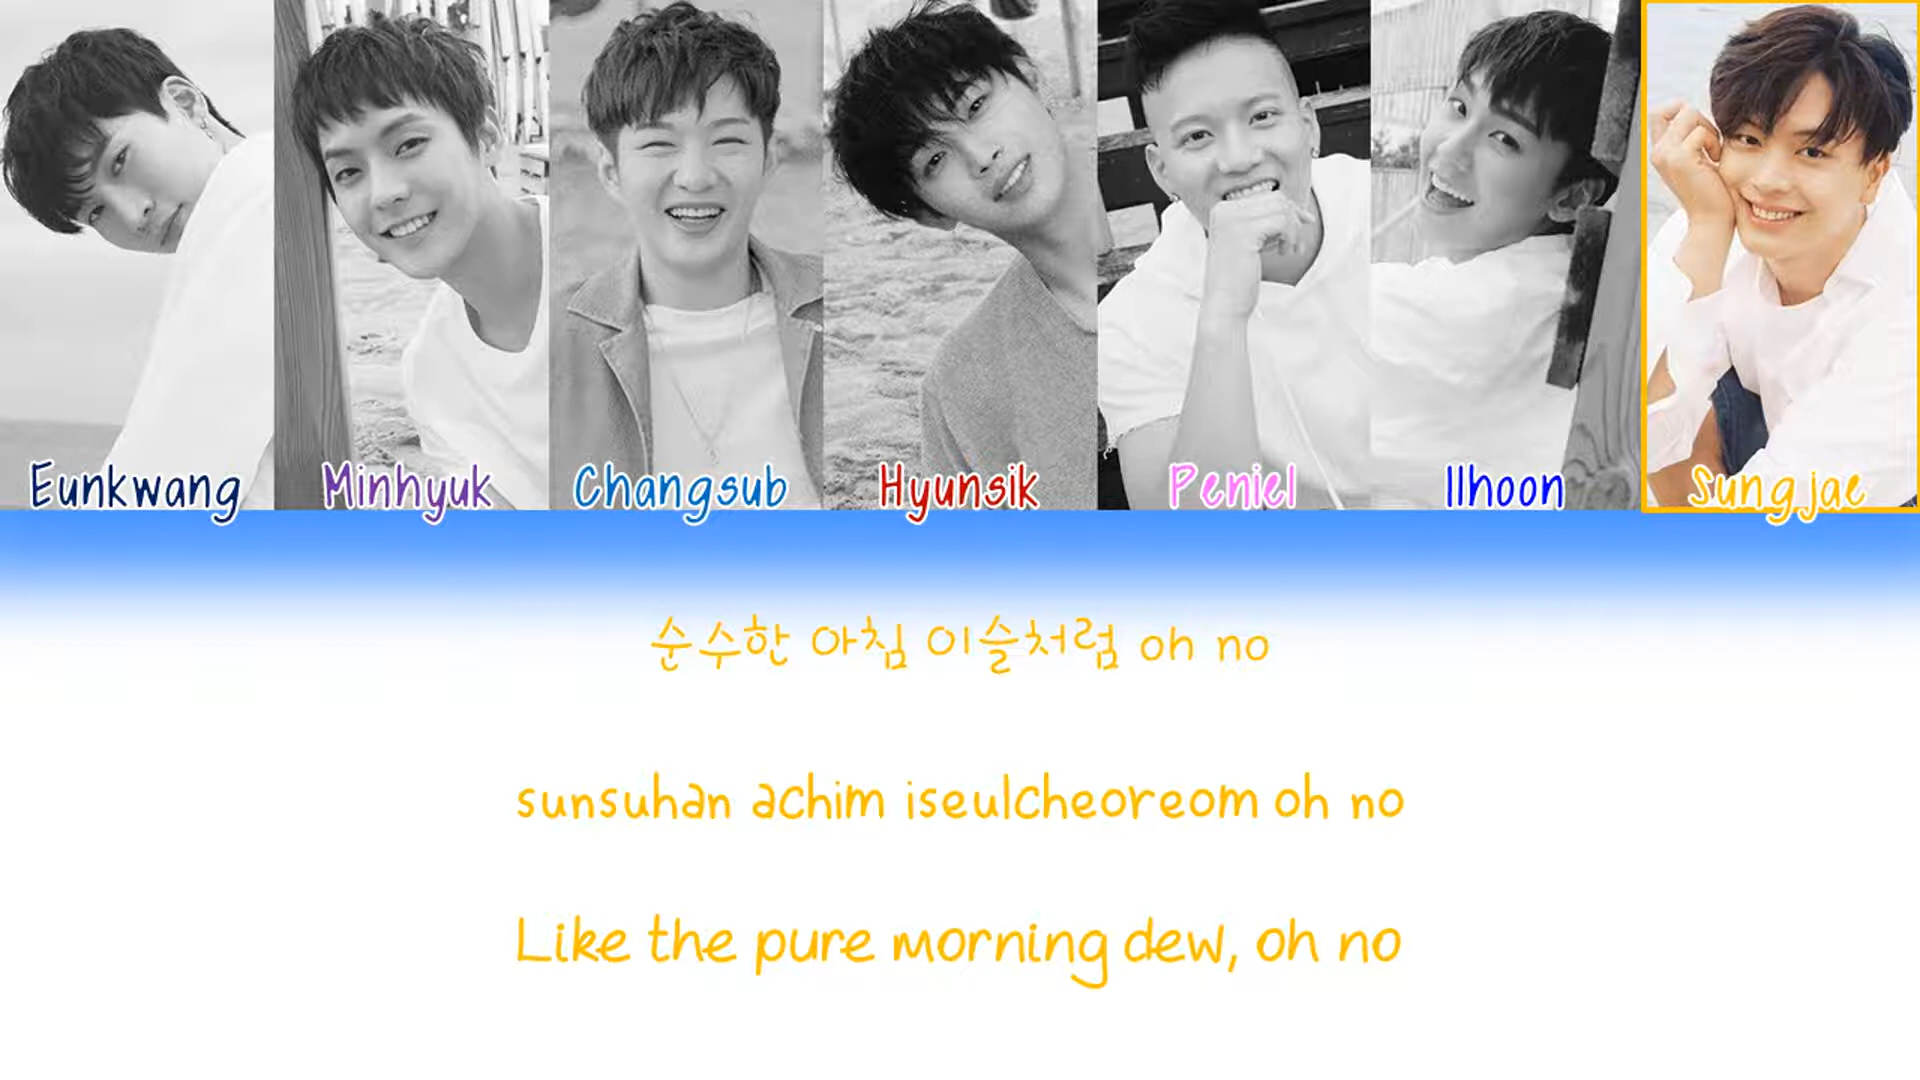 Eunkwang Minhyuk Changsub Hyunsik Peniel Ilhoon Sungjae
순수한 아침 이슬처럼 oh no
sunsuhan achim iseulcheoreom oh no
Like the pure morning dew, oh no